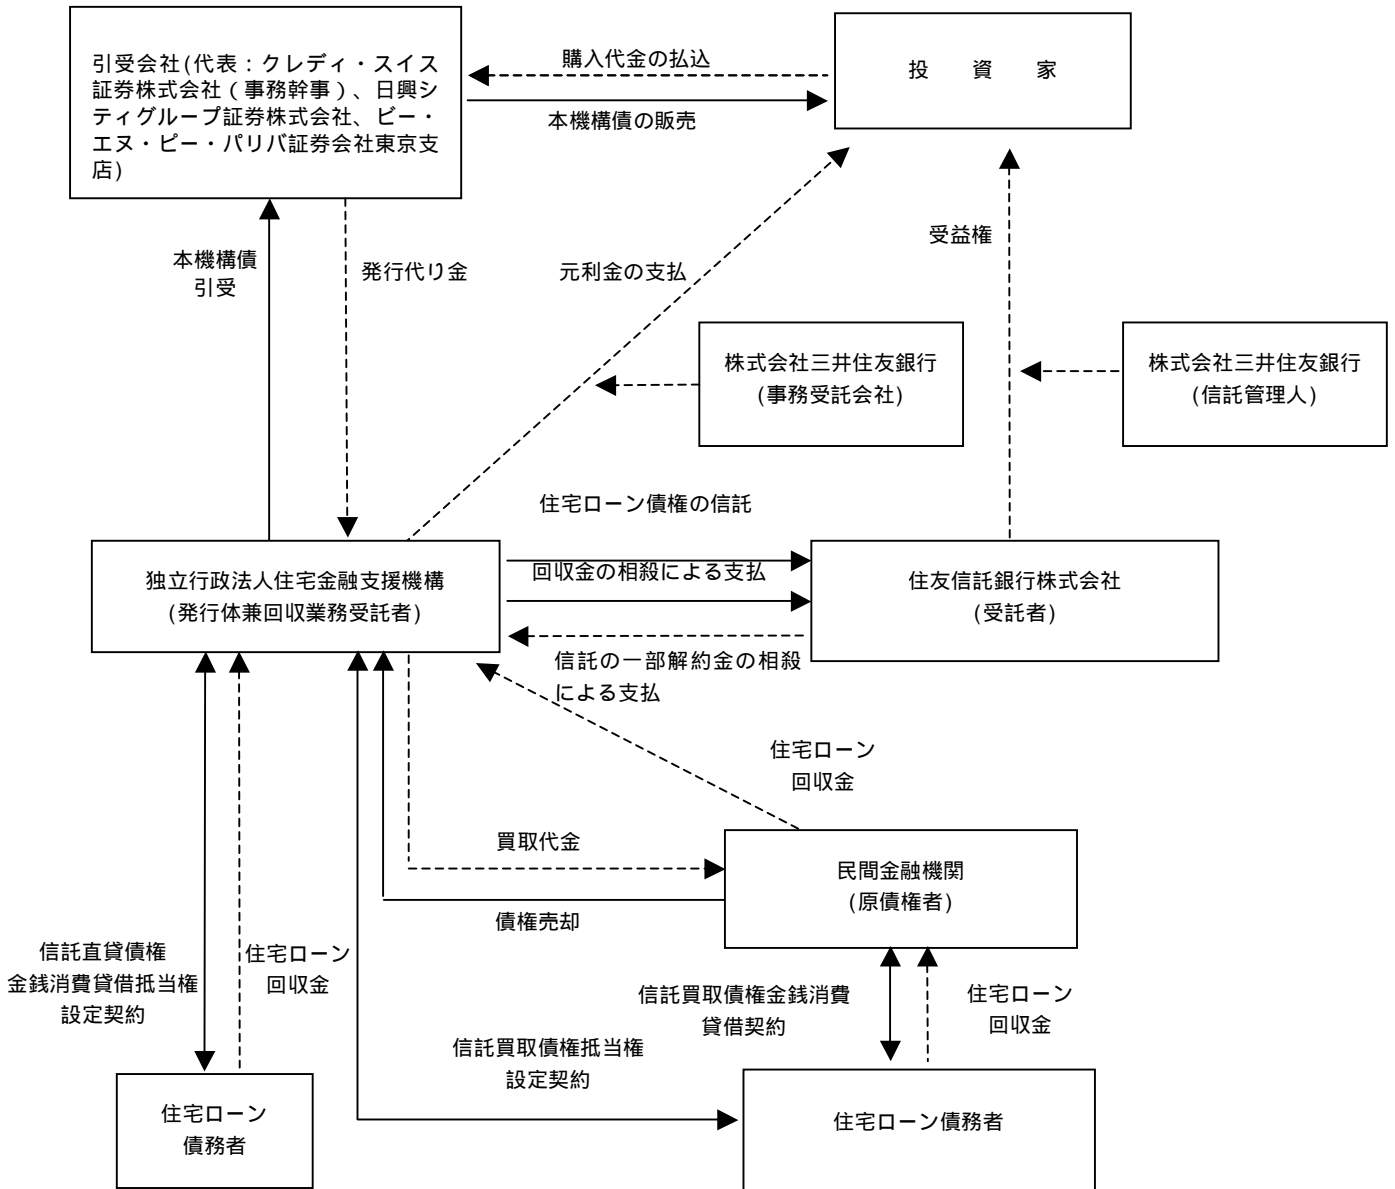 引受会社(代表：クレディ・スイス
証券株式会社（事務幹事）、日興シ
ティグループ証券株式会社、ビー・
エヌ・ピー・パリバ証券会社東京支
店)
購入代金の払込
本機構債の販売
投　資　家
本機構債
引受
発行代り金
元利金の支払
受益権
株式会社三井住友銀行
(事務受託会社)
株式会社三井住友銀行
(信託管理人)
住宅ローン債権の信託
回収金の相殺による支払
信託の一部解約金の相殺
による支払
独立行政法人住宅金融支援機構
(発行体兼回収業務受託者)
住友信託銀行株式会社
(受託者)
住宅ローン
回収金
買取代金
債権売却
民間金融機関
(原債権者)
信託直貸債権
金銭消費貸借抵当権
設定契約
住宅ローン
回収金
信託買取債権金銭消費
貸借契約
住宅ローン
回収金
信託買取債権抵当権
設定契約
住宅ローン
債務者
住宅ローン債務者